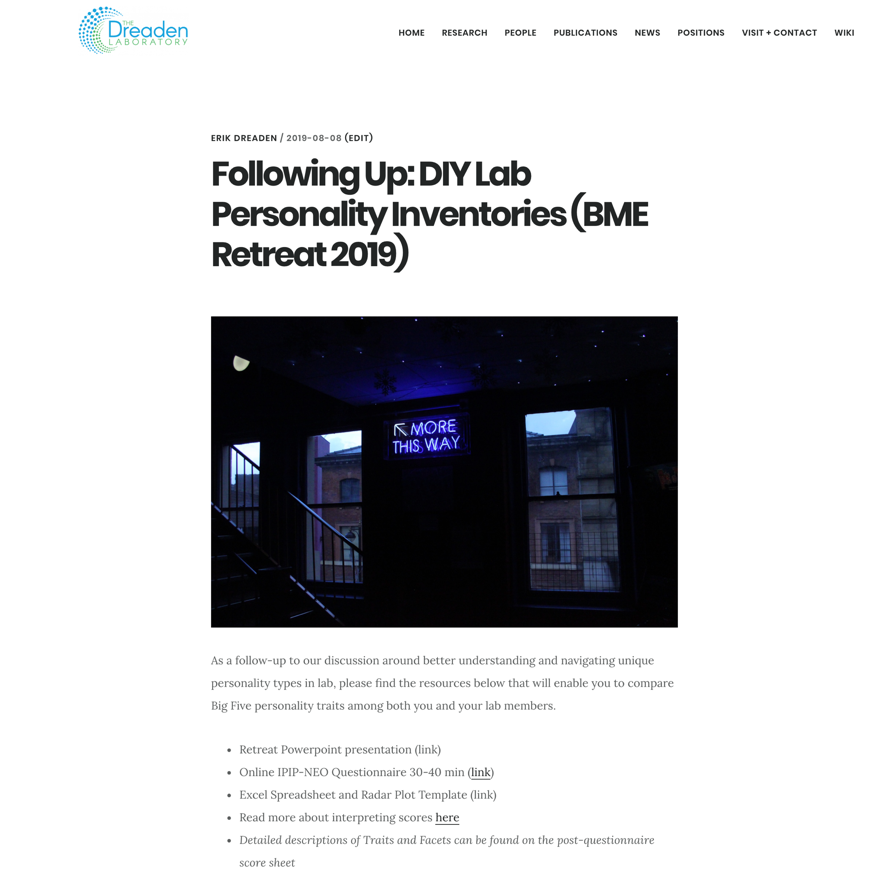 THE
Dreaden
LABORATORY
HOME RESEARCH PEOPLE PUBLICATIONS NEWS POSITIONS VISIT + CONTACT WIKI
ERIK DREADEN / 2019-08-08 (EDIT)
Following Up: DIY Lab
Personality Inventories (BME
Retreat 2019)
↖ MORE
THIS WAY
As a follow-up to our discussion around better understanding and navigating unique
personality types in lab, please find the resources below that will enable you to compare
Big Five personality traits among both you and your lab members.
• Retreat Powerpoint presentation (link)
• Online IPIP-NEO Questionnaire 30-40 min (link)
• Excel Spreadsheet and Radar Plot Template (link)
• Read more about interpreting scores here
• Detailed descriptions of Traits and Facets can be found on the post-questionnaire
score sheet